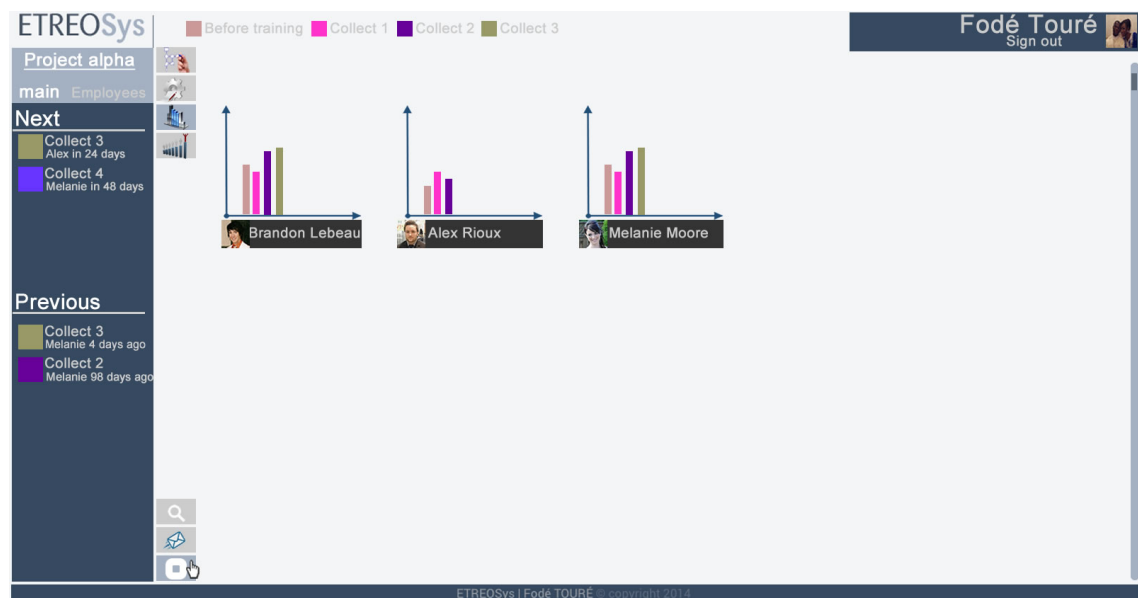 ETREOSys
Before training Collect 1 Collect 2 Collect 3
Fodé Touré
Sign out
Project alpha
main Employees
Next
Collect 3
Alex in 24 days
Collect 4
Melanie in 48 days
Brandon Lebeau
Alex Rioux
Melanie Moore
Previous
Collect 3
Melanie 4 days ago
Collect 2
Melanie 98 days ago
ETREOSys | Fodé TOURÉ © copyright 2014